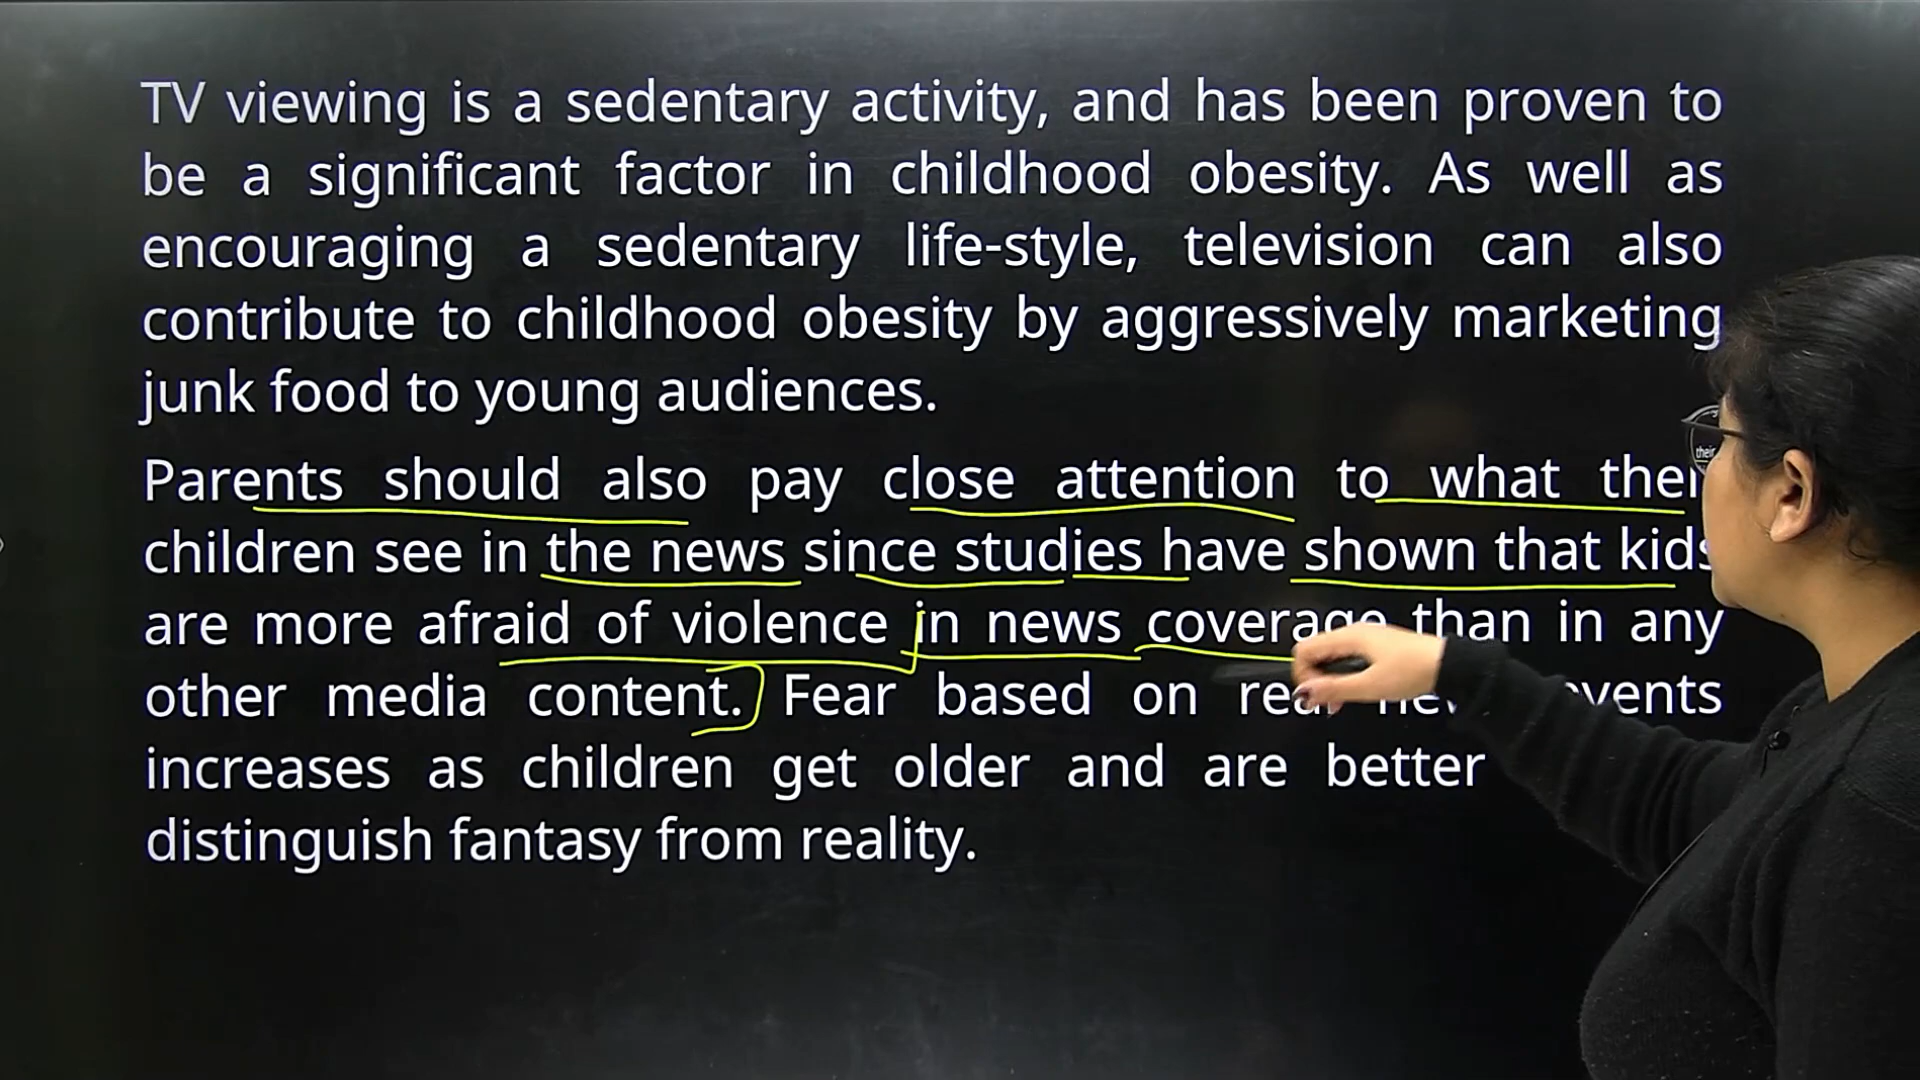 TV viewing is a sedentary activity, and has been proven to
be a significant factor in childhood obesity. As well as
encouraging a sedentary life-style, television can also
contribute to childhood obesity by aggressively marketing
junk food to young audiences.
Parents should also pay close attention to what their
children see in the news since studies have shown that kids
are more afraid of violence in news coverage than in any
other media content. Fear based on real news events
increases as children get older and are better
distinguish fantasy from reality.